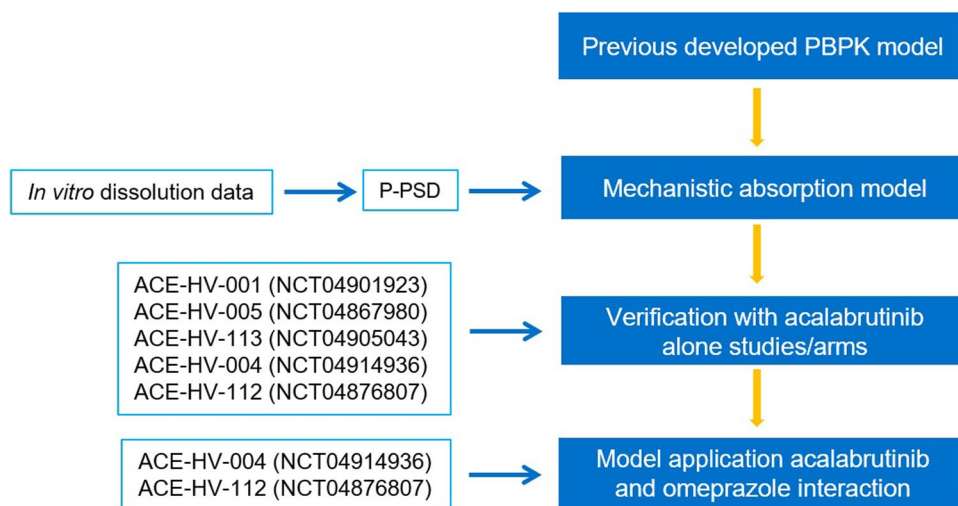 Previous developed PBPK model
In vitro dissolution data
P-PSD
Mechanistic absorption model
ACE-HV-001 (NCT04901923)
ACE-HV-005 (NCT04867980)
ACE-HV-113 (NCT04905043)
ACE-HV-004 (NCT04914936)
ACE-HV-112 (NCT04876807)
Verification with acalabrutinib
alone studies/arms
ACE-HV-004 (NCT04914936)
ACE-HV-112 (NCT04876807)
Model application acalabrutinib
and omeprazole interaction